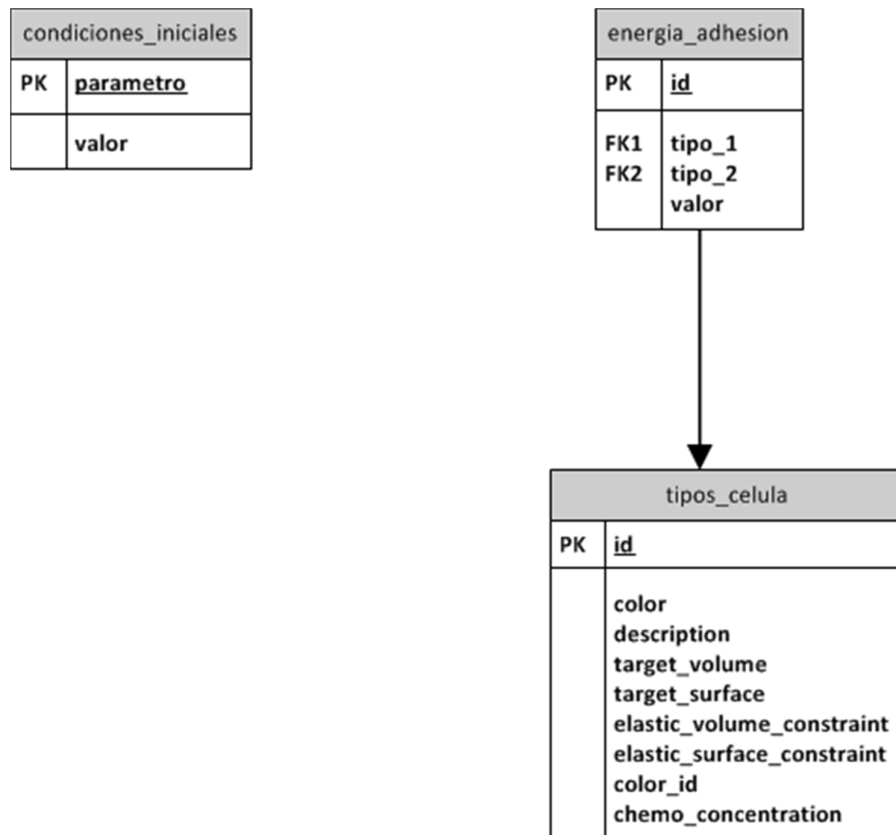 condiciones_iniciales
PK parametro
valor
energia_adhesion
PK id
FK1 tipo_1
FK2 tipo_2
valor
tipos_celula
PK id
color
description
target_volume
target_surface
elastic_volume_constraint
elastic_surface_constraint
color_id
chemo_concentration